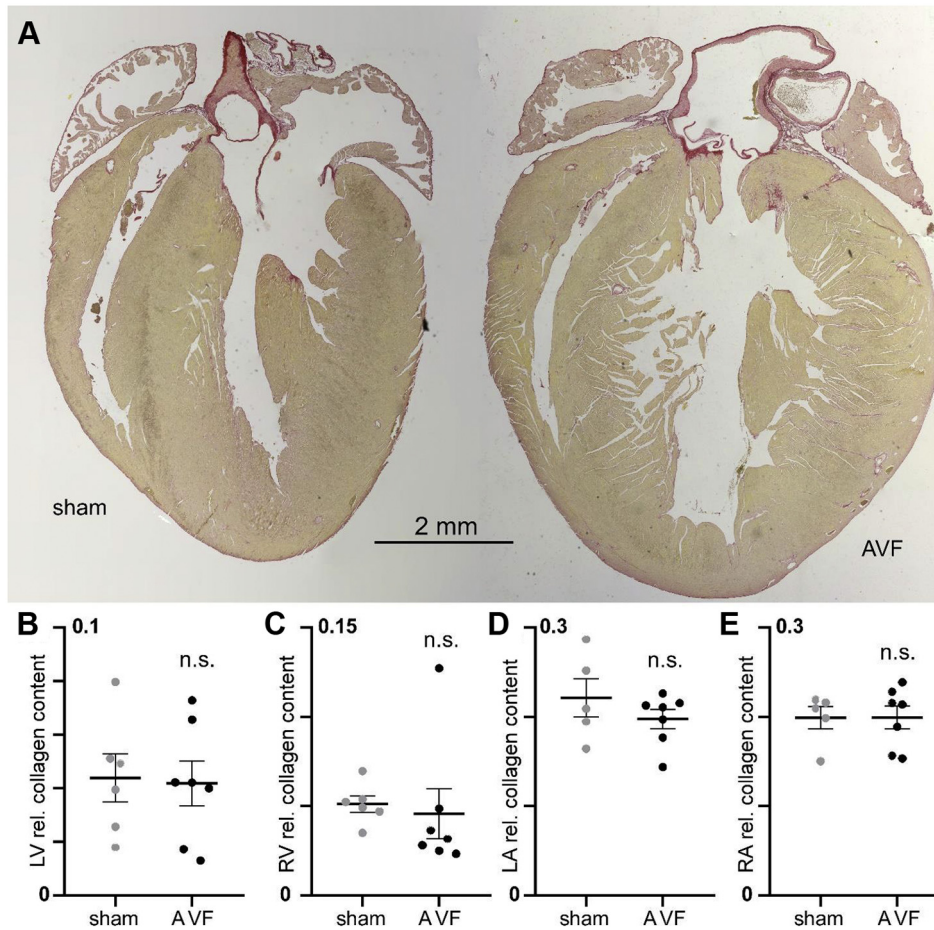 A
sham
2 mm
AVF
B
0.1
n.s.
LV rel. collagen content
0
sham
AVF
C
0.15
n.s.
RV rel. collagen content
0
sham
AVF
D
0.3
n.s.
LA rel. collagen content
0
sham
AVF
E
0.3
n.s.
RA rel. collagen content
0
sham
AVF